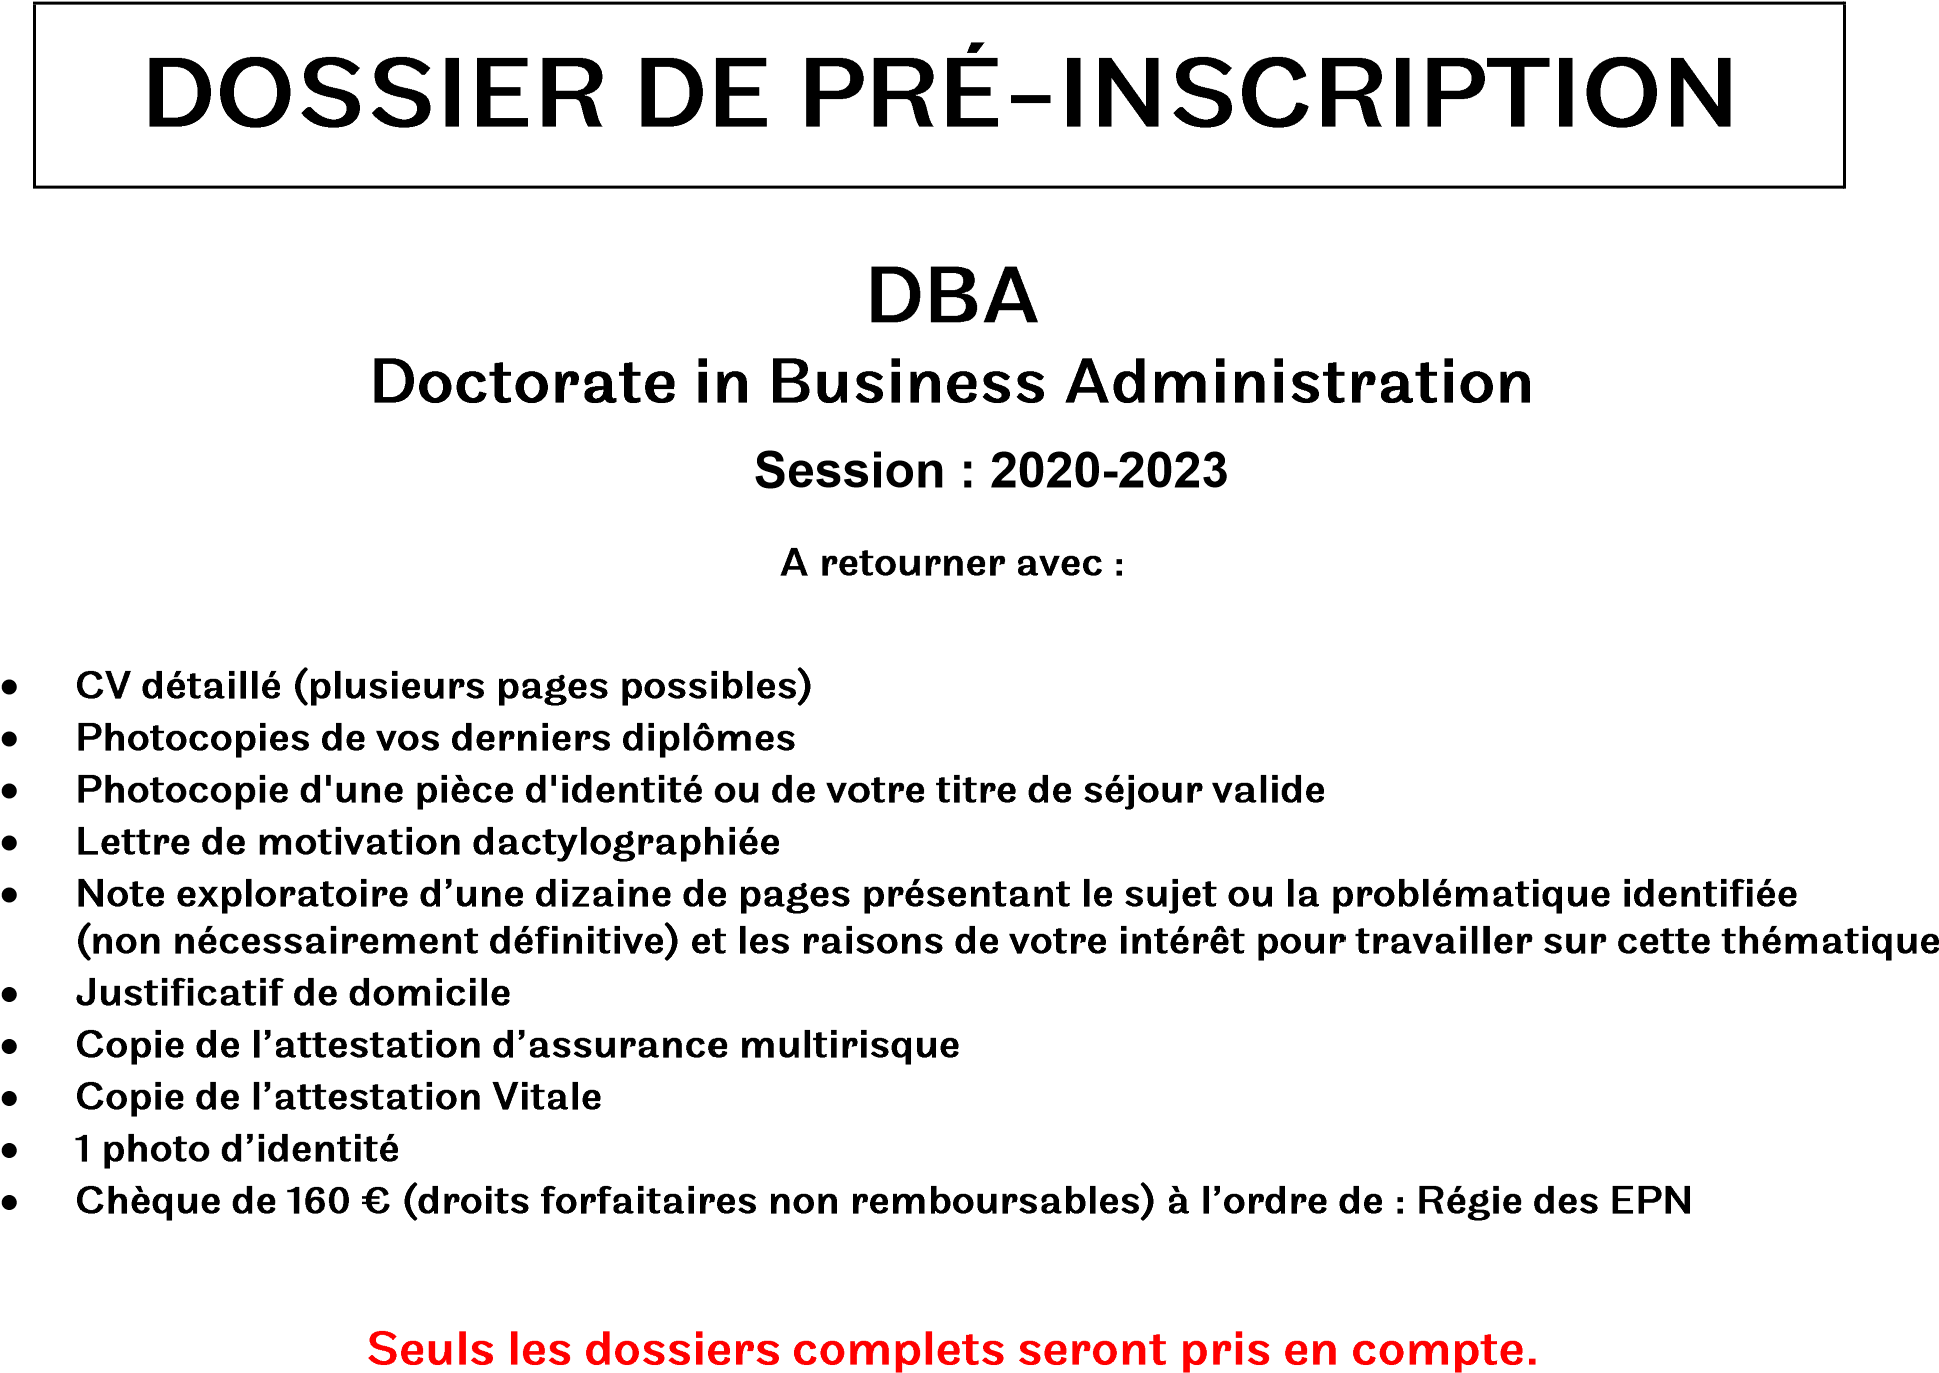 DOSSIER DE PRÉ-INSCRIPTION
DBA
Doctorate in Business Administration
Session : 2020-2023
A retourner avec :
• CV détaillé (plusieurs pages possibles)
• Photocopies de vos derniers diplômes
• Photocopie d'une pièce d'identité ou de votre titre de séjour valide
• Lettre de motivation dactylographiée
• Note exploratoire d’une dizaine de pages présentant le sujet ou la problématique identifiée
(non nécessairement définitive) et les raisons de votre intérêt pour travailler sur cette thématique
• Justificatif de domicile
• Copie de l’attestation d’assurance multirisque
• Copie de l’attestation Vitale
• 1 photo d’identité
• Chèque de 160 € (droits forfaitaires non remboursables) à l’ordre de : Régie des EPN
Seuls les dossiers complets seront pris en compte.